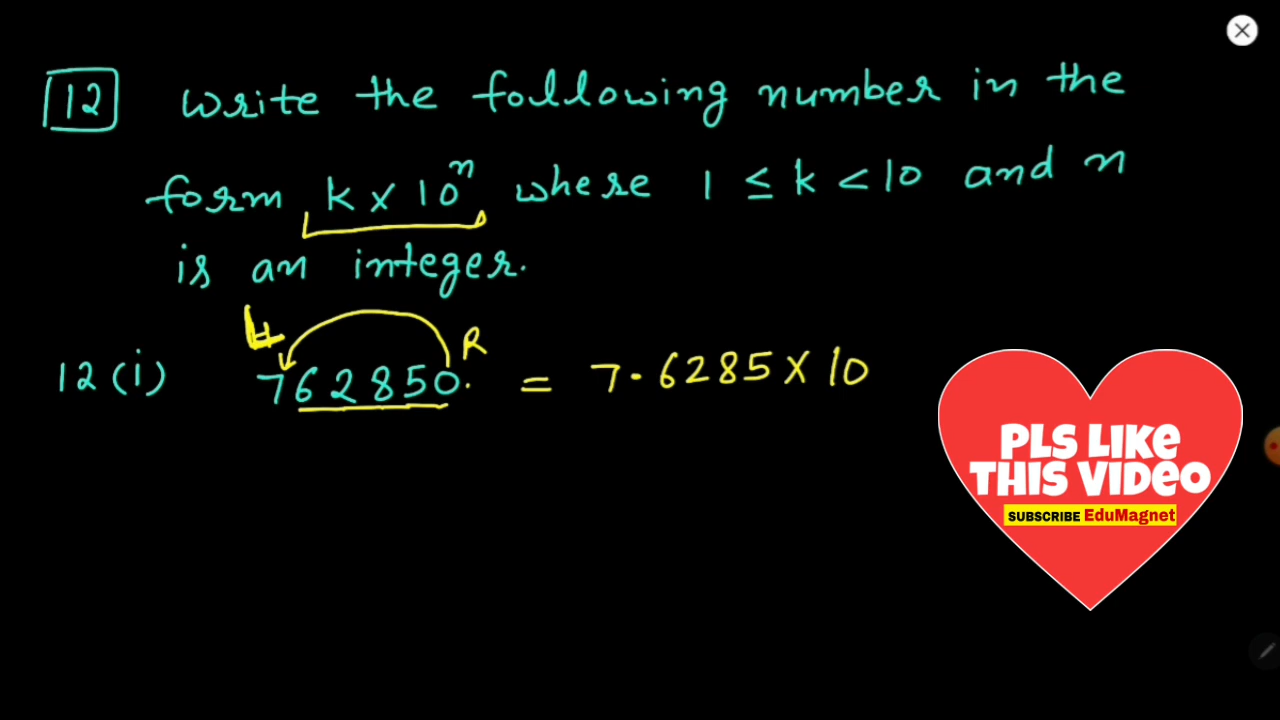 12 Write the following number in the
form k × 10ⁿ where 1 ≤ k < 10 and n
is an integer.
R
12 (i) 762850. = 7.6285 × 10
PLS LIKE
THIS VIDEO
SUBSCRIBE EduMagnet